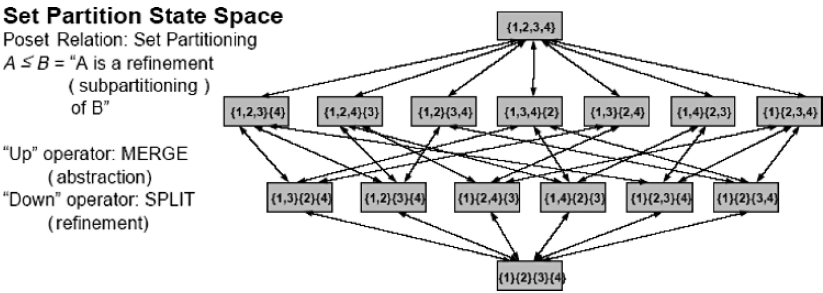 Set Partition State Space
Poset Relation: Set Partitioning
A ≤ B = “A is a refinement
( subpartitioning )
of B”
“Up” operator: MERGE
(abstraction)
“Down” operator: SPLIT
(refinement)
{1,2,3,4}
{1,2,3}{4} {1,2,4}{3} {1,2}{3,4} {1,3,4}{2} {1,3}{2,4} {1,4}{2,3} {1}{2,3,4}
{1,3}{2}{4} {1,2}{3}{4} {1}{2,4}{3} {1,4}{2}{3} {1}{2,3}{4} {1}{2}{3,4}
{1}{2}{3}{4}